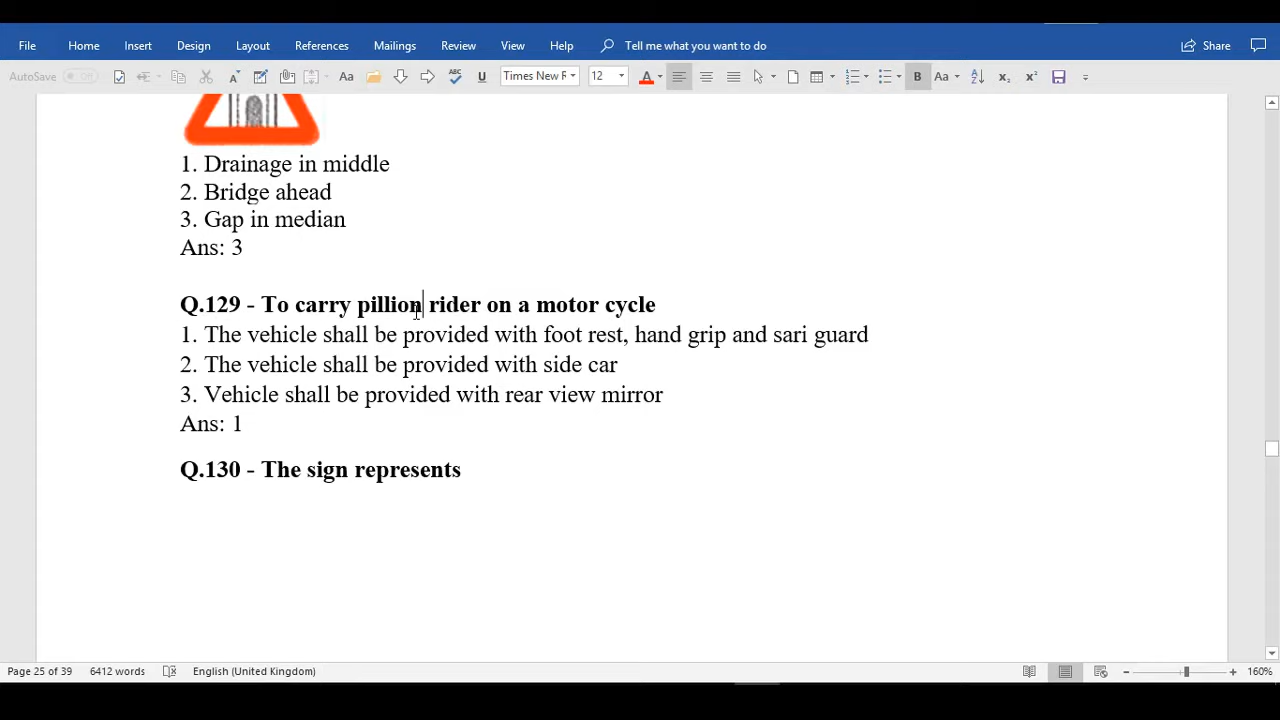 File Home Insert Design Layout References Mailings Review View Help Tell me what you want to do Share
AutoSave Off Aa Times New R 12 A B Aa
1. Drainage in middle
2. Bridge ahead
3. Gap in median
Ans: 3
Q.129 - To carry pillion rider on a motor cycle
1. The vehicle shall be provided with foot rest, hand grip and sari guard
2. The vehicle shall be provided with side car
3. Vehicle shall be provided with rear view mirror
Ans: 1
Q.130 - The sign represents
Page 25 of 39 6412 words English (United Kingdom) 160%